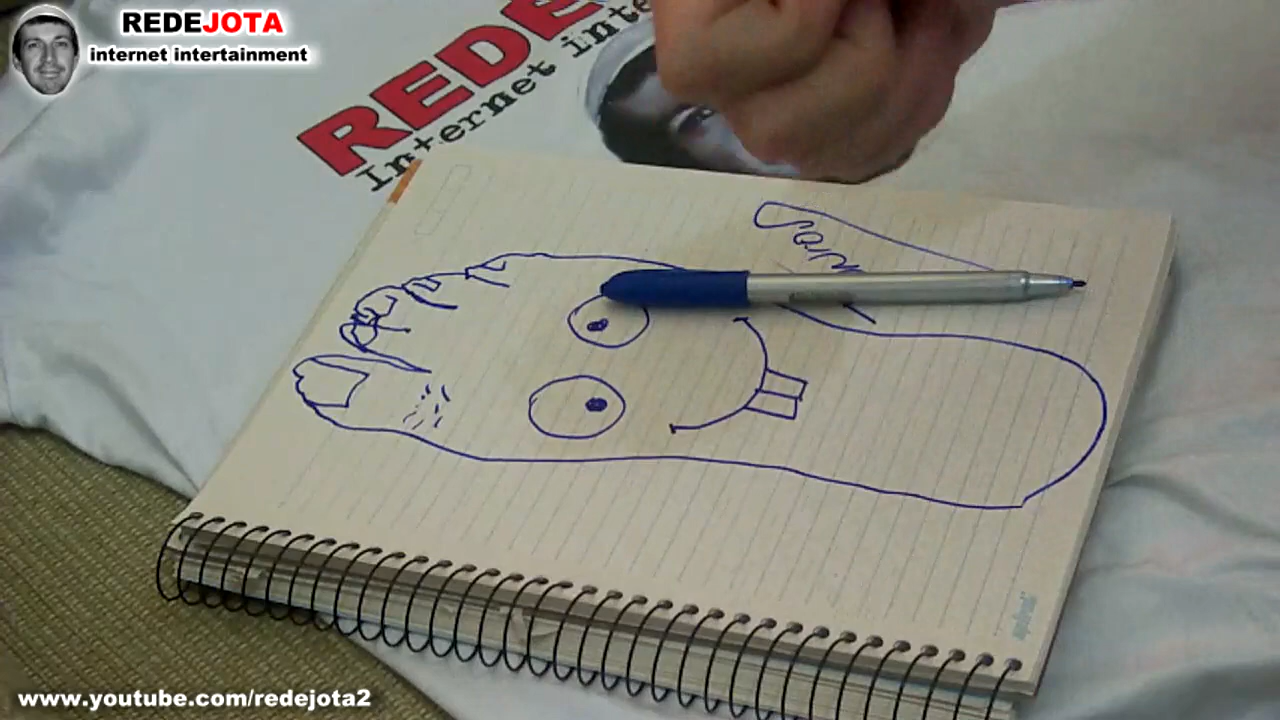 REDEJOTA
internet intertainment
REDE
Internet inte
www.youtube.com/redejota2